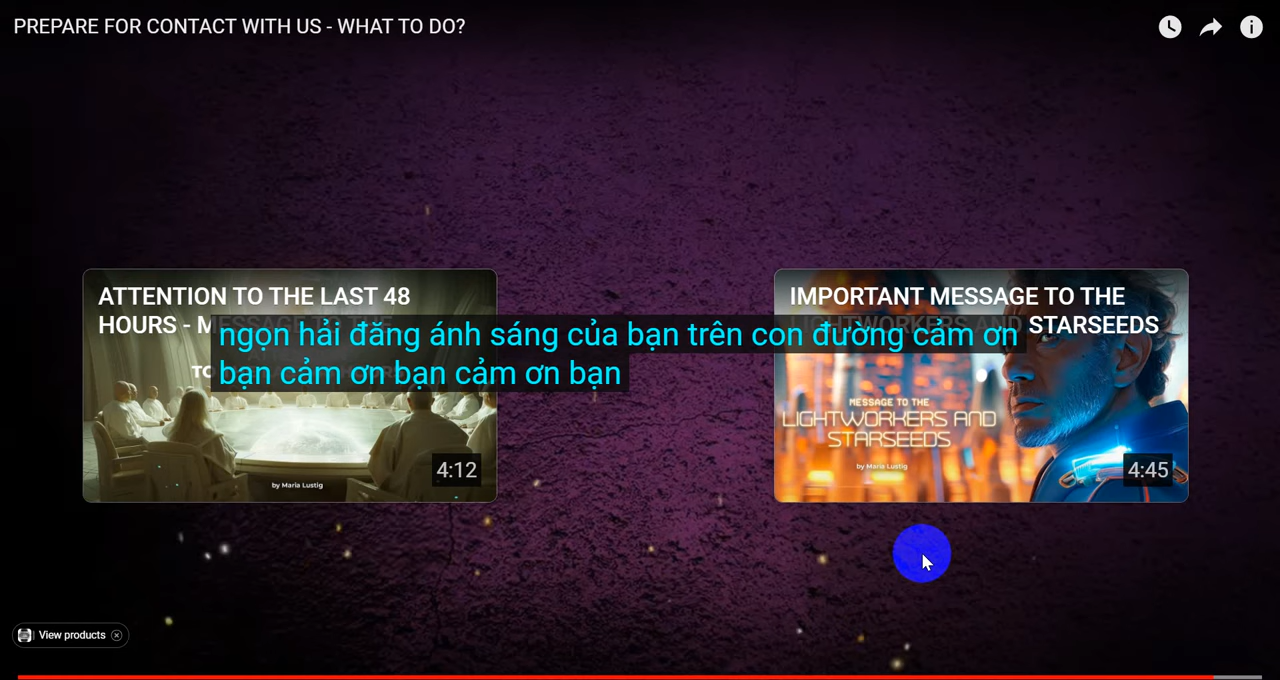 PREPARE FOR CONTACT WITH US - WHAT TO DO?
ATTENTION TO THE LAST 48
HOURS -
ngọn hải đăng ánh sáng của bạn trên con đường cảm ơn
bạn cảm ơn bạn cảm ơn bạn
by Maria Lustig
4:12
IMPORTANT MESSAGE TO THE
LIGHTWORKERS AND STARSEEDS
MESSAGE TO THE
LIGHTWORKERS AND
STARSEEDS
by Maria Lustig
4:45
View products